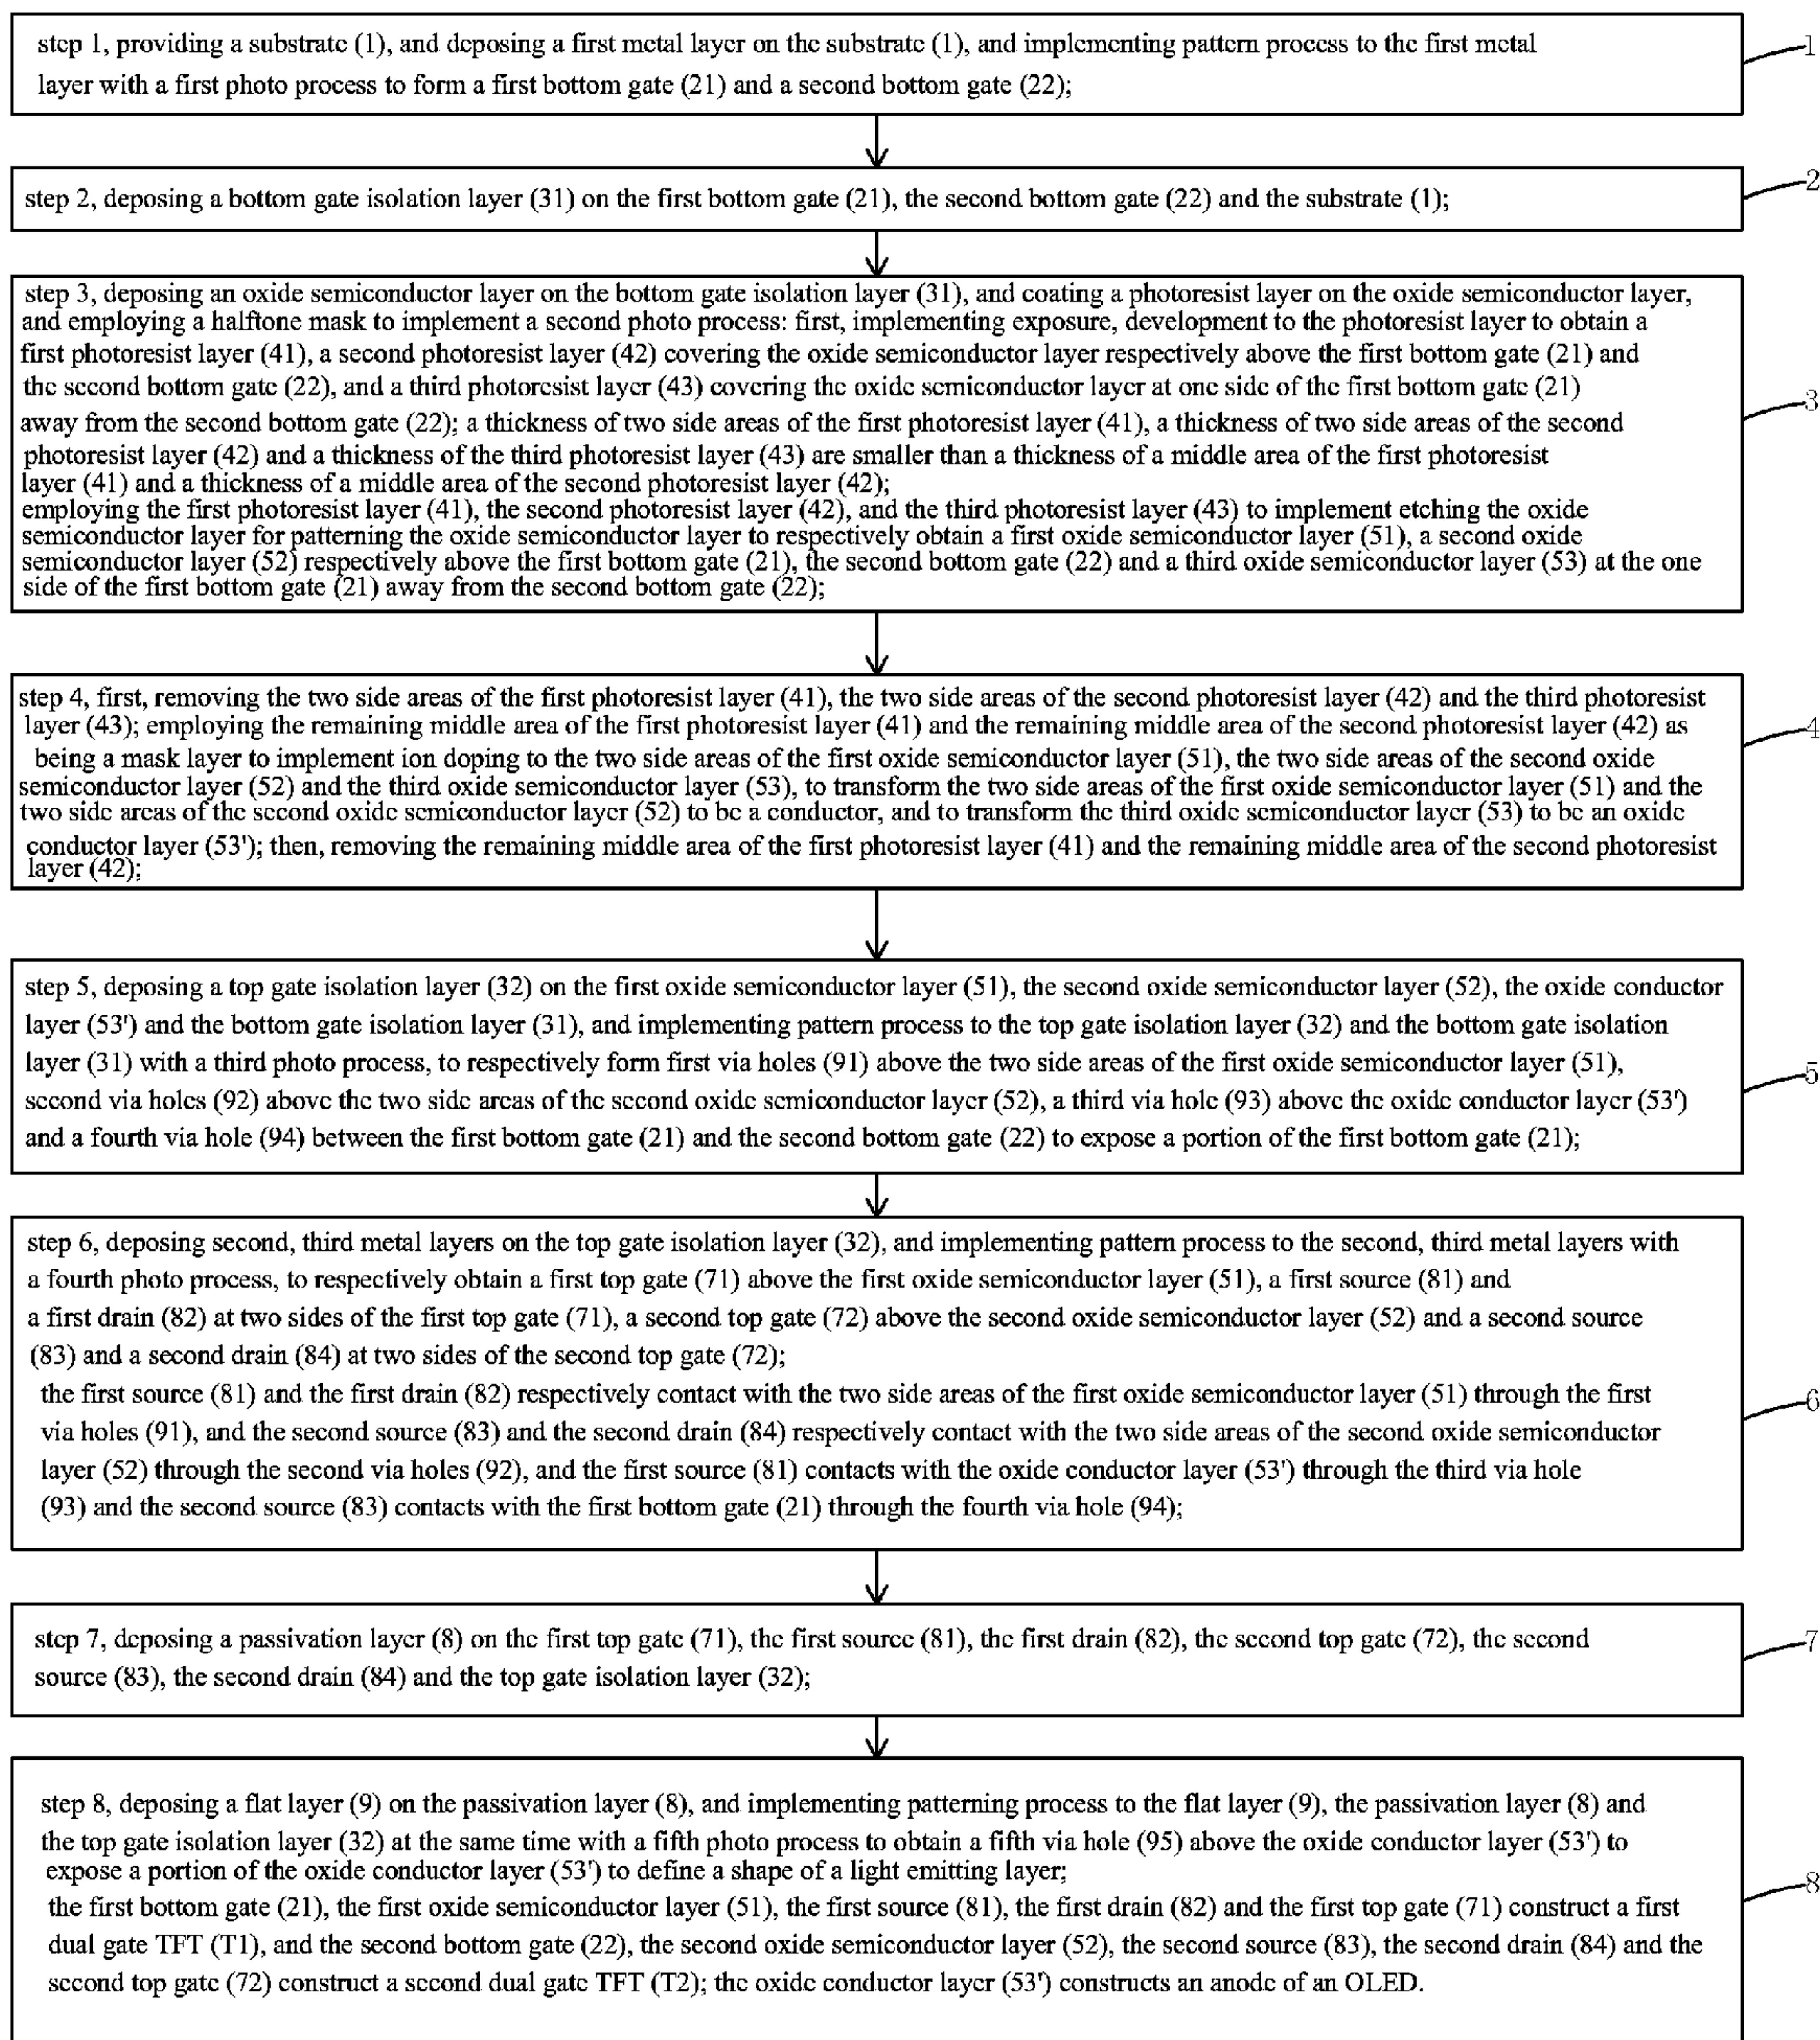 step 1, providing a substrate (1), and deposing a first metal layer on the substrate (1), and implementing pattern process to the first metal
layer with a first photo process to form a first bottom gate (21) and a second bottom gate (22);
1
step 2, deposing a bottom gate isolation layer (31) on the first bottom gate (21), the second bottom gate (22) and the substrate (1);
2
step 3, deposing an oxide semiconductor layer on the bottom gate isolation layer (31), and coating a photoresist layer on the oxide semiconductor layer,
and employing a halftone mask to implement a second photo process: first, implementing exposure, development to the photoresist layer to obtain a
first photoresist layer (41), a second photoresist layer (42) covering the oxide semiconductor layer respectively above the first bottom gate (21) and
the second bottom gate (22), and a third photoresist layer (43) covering the oxide semiconductor layer at one side of the first bottom gate (21)
away from the second bottom gate (22); a thickness of two side areas of the first photoresist layer (41), a thickness of two side areas of the second
photoresist layer (42) and a thickness of the third photoresist layer (43) are smaller than a thickness of a middle area of the first photoresist
layer (41) and a thickness of a middle area of the second photoresist layer (42);
employing the first photoresist layer (41), the second photoresist layer (42), and the third photoresist layer (43) to implement etching the oxide
semiconductor layer for patterning the oxide semiconductor layer to respectively obtain a first oxide semiconductor layer (51), a second oxide
semiconductor layer (52) respectively above the first bottom gate (21), the second bottom gate (22) and a third oxide semiconductor layer (53) at the one
side of the first bottom gate (21) away from the second bottom gate (22);
3
step 4, first, removing the two side areas of the first photoresist layer (41), the two side areas of the second photoresist layer (42) and the third photoresist
layer (43); employing the remaining middle area of the first photoresist layer (41) and the remaining middle area of the second photoresist layer (42) as
being a mask layer to implement ion doping to the two side areas of the first oxide semiconductor layer (51), the two side areas of the second oxide
semiconductor layer (52) and the third oxide semiconductor layer (53), to transform the two side areas of the first oxide semiconductor layer (51) and the
two side areas of the second oxide semiconductor layer (52) to be a conductor, and to transform the third oxide semiconductor layer (53) to be an oxide
conductor layer (53'); then, removing the remaining middle area of the first photoresist layer (41) and the remaining middle area of the second photoresist
layer (42);
4
step 5, deposing a top gate isolation layer (32) on the first oxide semiconductor layer (51), the second oxide semiconductor layer (52), the oxide conductor
layer (53') and the bottom gate isolation layer (31), and implementing pattern process to the top gate isolation layer (32) and the bottom gate isolation
layer (31) with a third photo process, to respectively form first via holes (91) above the two side areas of the first oxide semiconductor layer (51),
second via holes (92) above the two side areas of the second oxide semiconductor layer (52), a third via hole (93) above the oxide conductor layer (53')
and a fourth via hole (94) between the first bottom gate (21) and the second bottom gate (22) to expose a portion of the first bottom gate (21);
5
step 6, deposing second, third metal layers on the top gate isolation layer (32), and implementing pattern process to the second, third metal layers with
a fourth photo process, to respectively obtain a first top gate (71) above the first oxide semiconductor layer (51), a first source (81) and
a first drain (82) at two sides of the first top gate (71), a second top gate (72) above the second oxide semiconductor layer (52) and a second source
(83) and a second drain (84) at two sides of the second top gate (72);
the first source (81) and the first drain (82) respectively contact with the two side areas of the first oxide semiconductor layer (51) through the first
via holes (91), and the second source (83) and the second drain (84) respectively contact with the two side areas of the second oxide semiconductor
layer (52) through the second via holes (92), and the first source (81) contacts with the oxide conductor layer (53') through the third via hole
(93) and the second source (83) contacts with the first bottom gate (21) through the fourth via hole (94);
6
step 7, deposing a passivation layer (8) on the first top gate (71), the first source (81), the first drain (82), the second top gate (72), the second
source (83), the second drain (84) and the top gate isolation layer (32);
7
step 8, deposing a flat layer (9) on the passivation layer (8), and implementing patterning process to the flat layer (9), the passivation layer (8) and
the top gate isolation layer (32) at the same time with a fifth photo process to obtain a fifth via hole (95) above the oxide conductor layer (53') to
expose a portion of the oxide conductor layer (53') to define a shape of a light emitting layer;
the first bottom gate (21), the first oxide semiconductor layer (51), the first source (81), the first drain (82) and the first top gate (71) construct a first
dual gate TFT (T1), and the second bottom gate (22), the second oxide semiconductor layer (52), the second source (83), the second drain (84) and the
second top gate (72) construct a second dual gate TFT (T2); the oxide conductor layer (53') constructs an anode of an OLED.
8